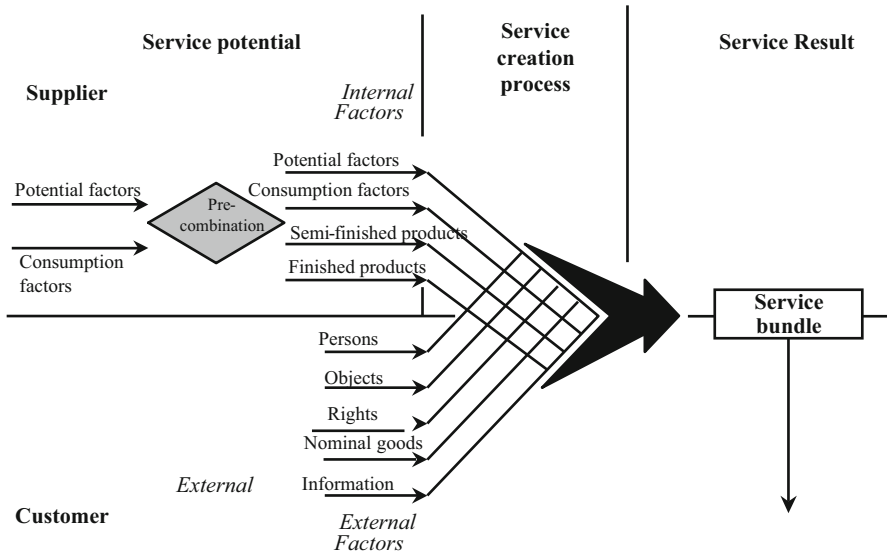 Service potential
Service
creation
process
Service Result
Supplier
Internal
Factors
Potential factors
Consumption
factors
Pre-
combination
Potential factors
Consumption factors
Semi-finished products
Finished products
Service
bundle
Persons
Objects
Rights
Nominal goods
Information
External
Customer
External
Factors